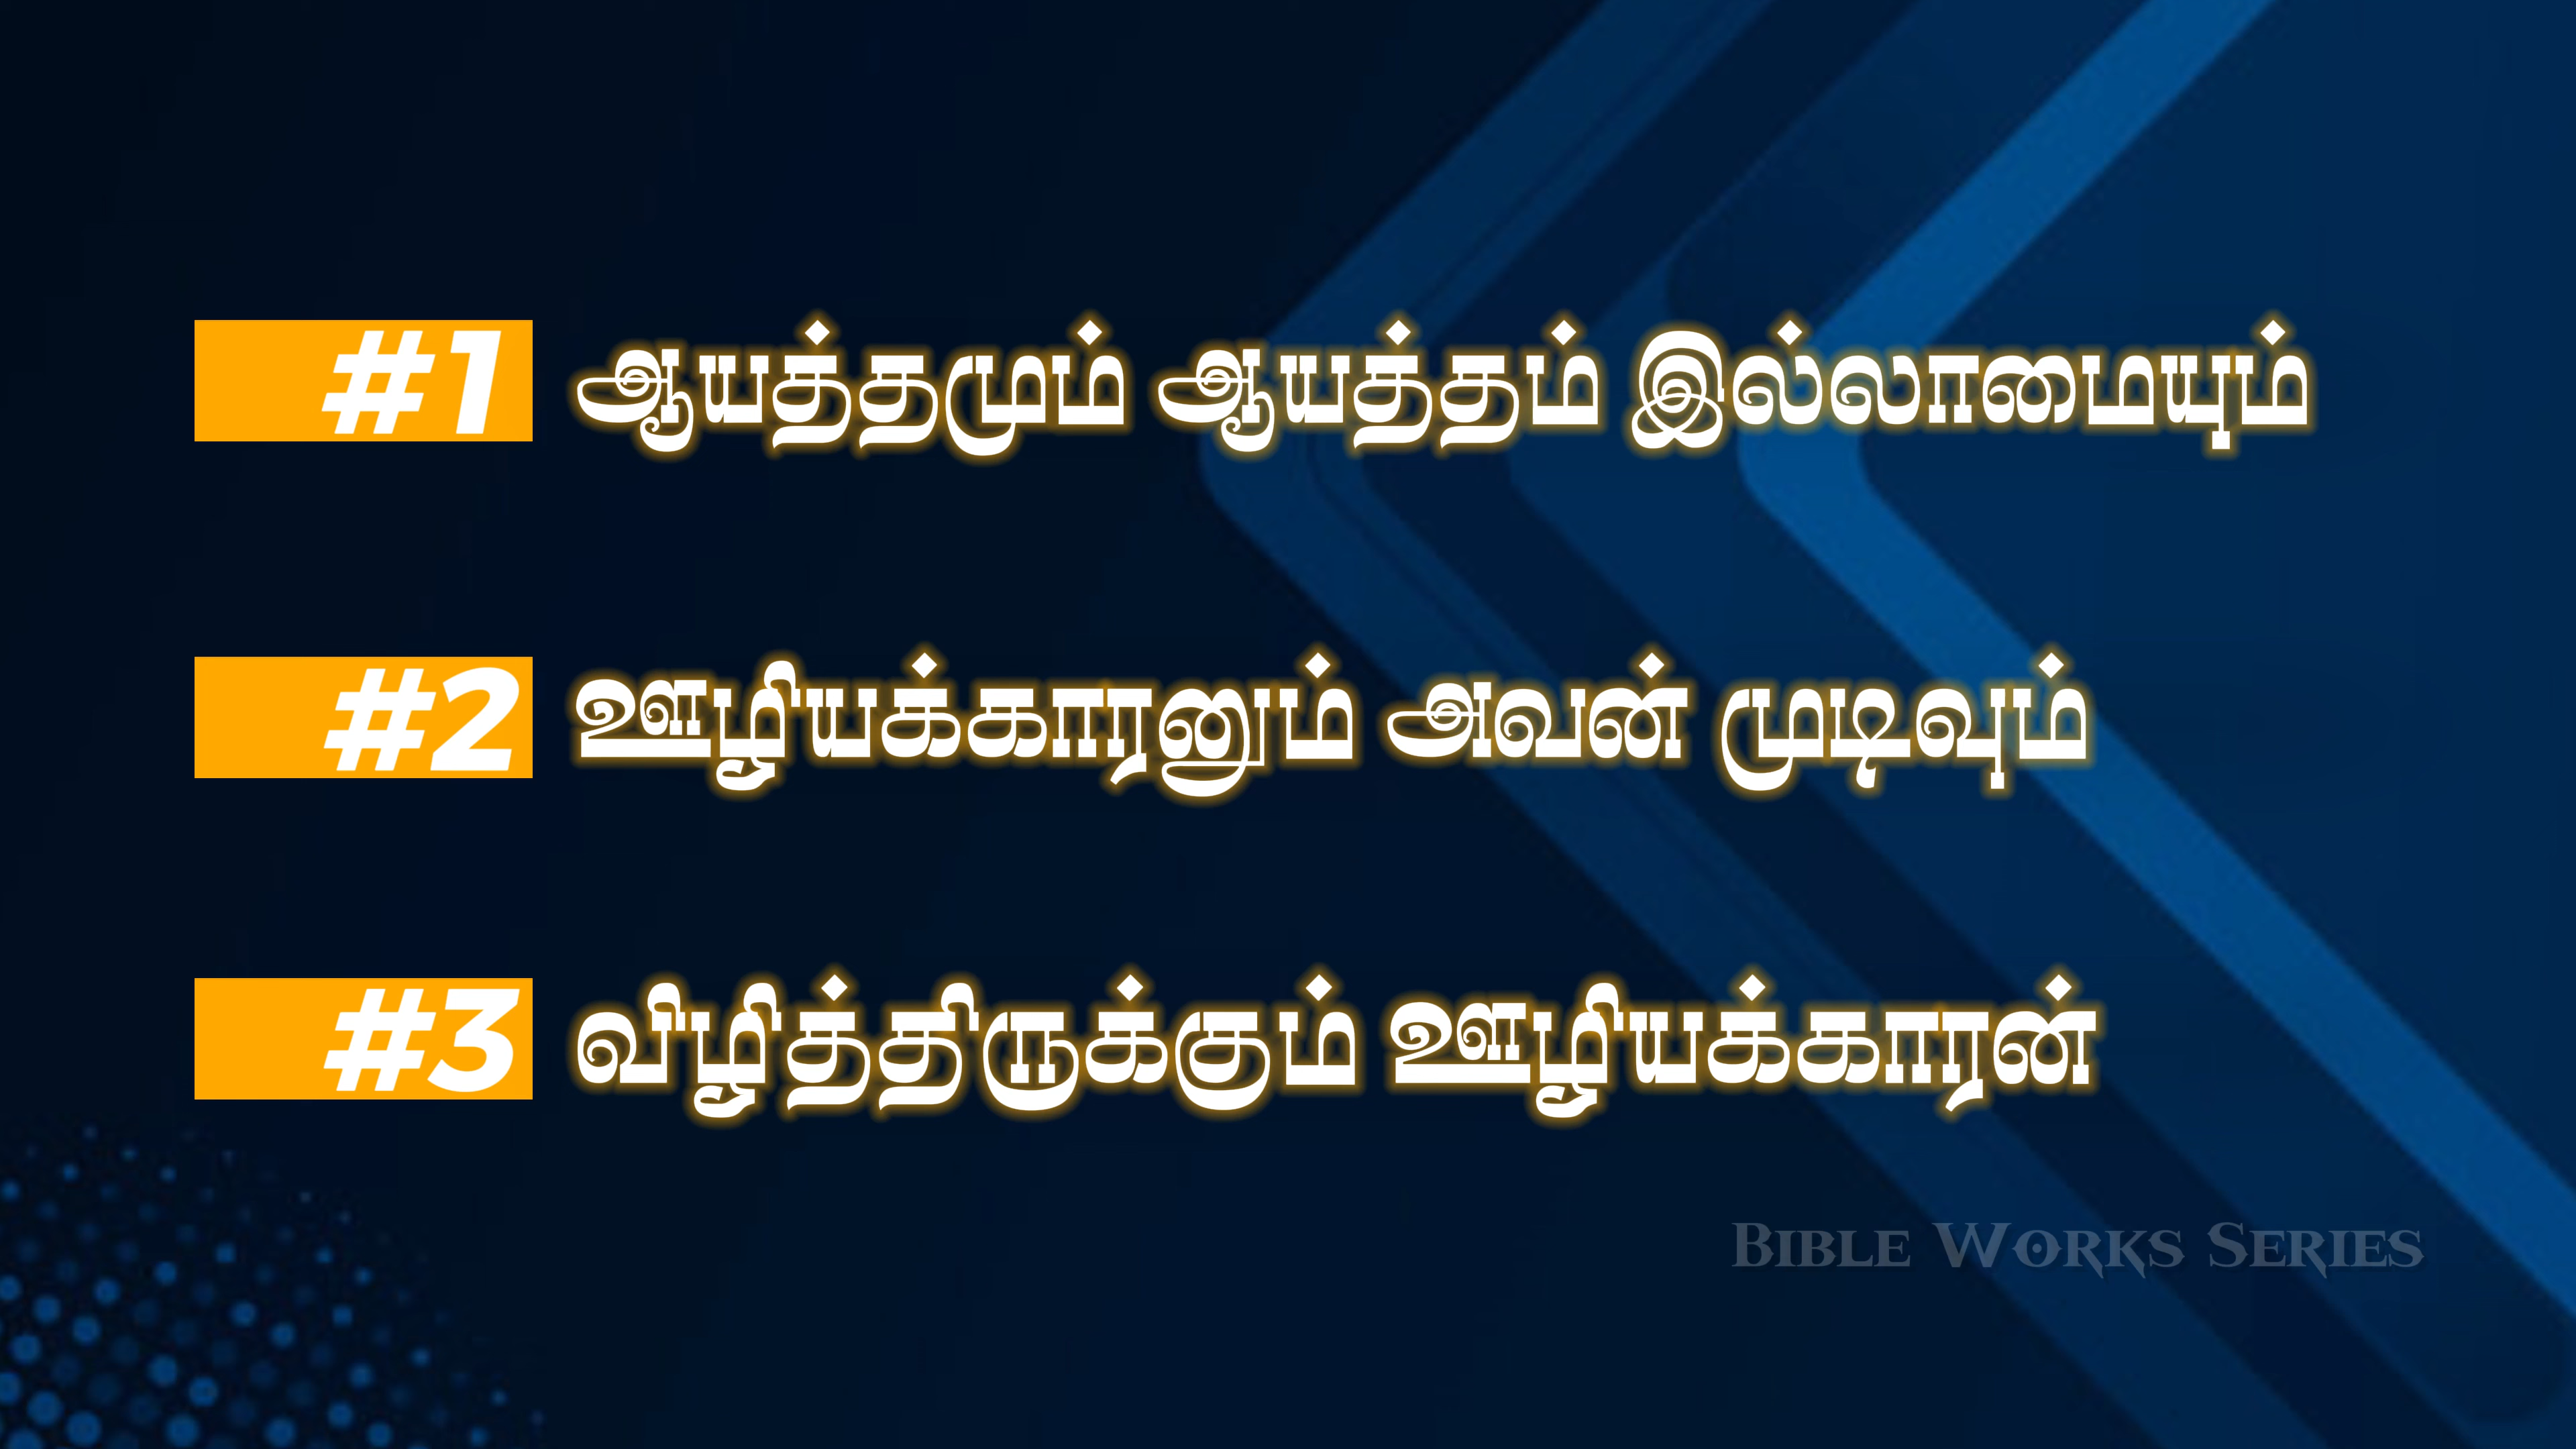 #1 ஆயத்தமும் ஆயத்தம் இல்லாமையும்
#2 ஊழியக்காரனும் அவன் முடிவும்
#3 விழித்திருக்கும் ஊழியக்காரன்
BIBLE WORKS SERIES